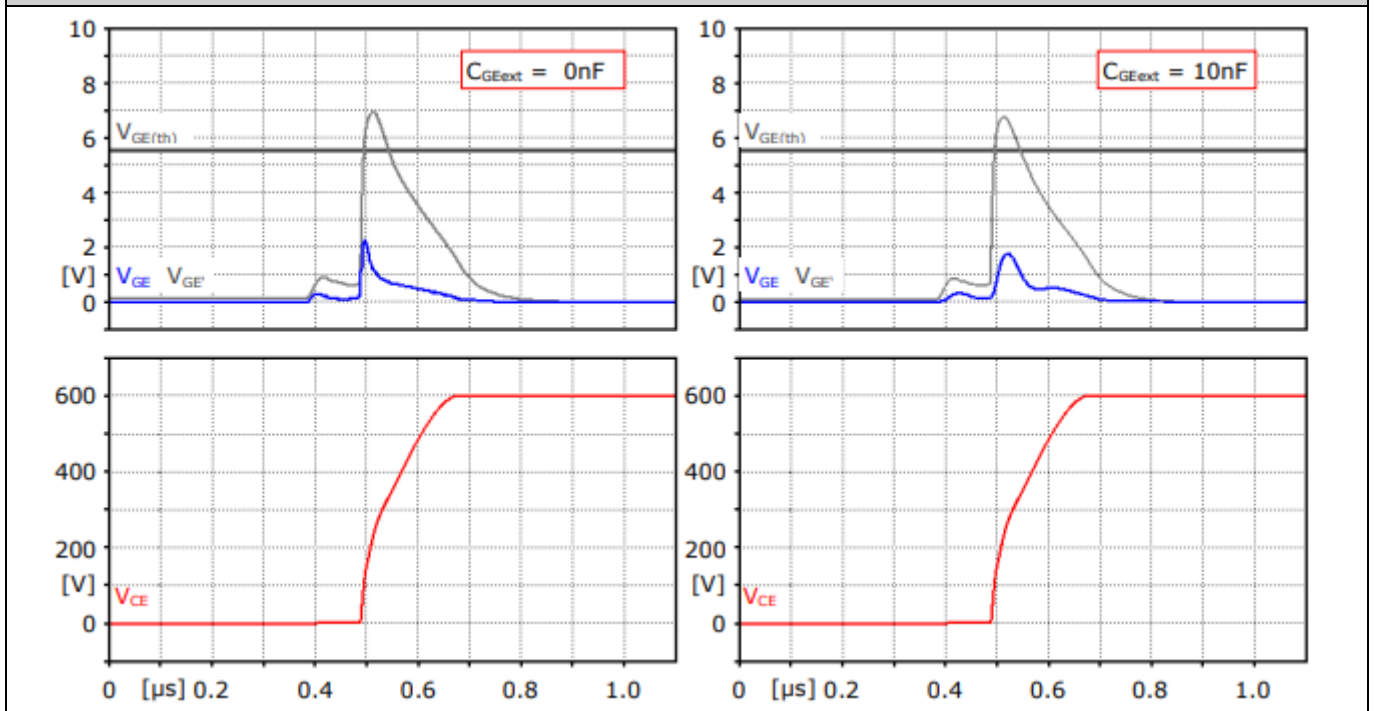 10
8
6
4
2
[V]
0
C_GEext = 0nF
V_GE(th)
V_GE V_GE'
10
8
6
4
2
[V]
0
C_GEext = 10nF
V_GE(th)
V_GE V_GE'
600
400
200
[V]
0
V_CE
0 [µs] 0.2 0.4 0.6 0.8 1.0
600
400
200
[V]
0
V_CE
0 [µs] 0.2 0.4 0.6 0.8 1.0